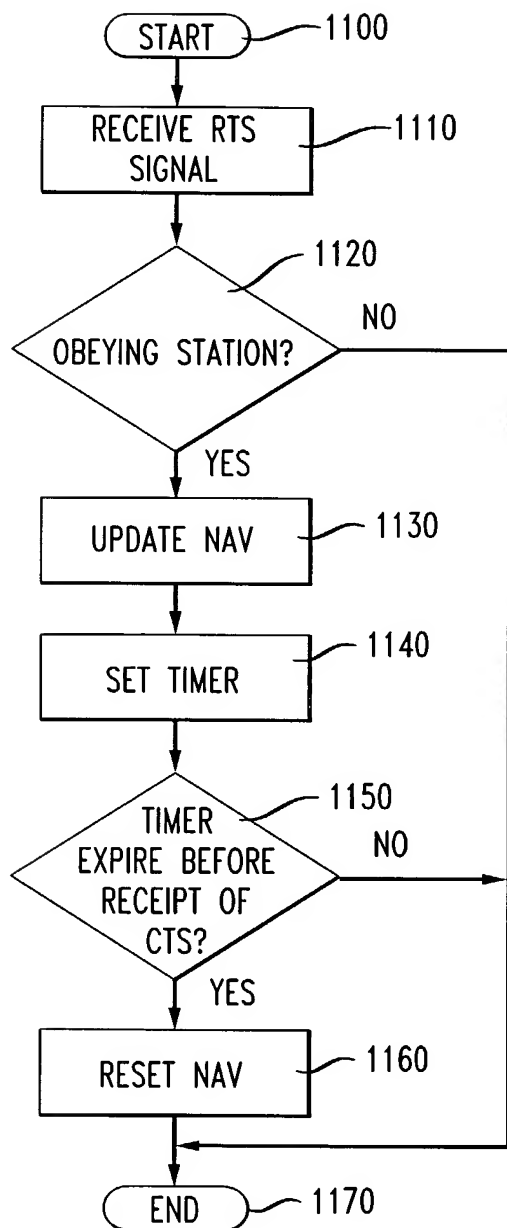 START
1100
RECEIVE RTS
SIGNAL
1110
1120
OBEYING STATION?
NO
YES
UPDATE NAV
1130
SET TIMER
1140
TIMER
EXPIRE BEFORE
RECEIPT OF
CTS?
1150
NO
YES
RESET NAV
1160
END
1170